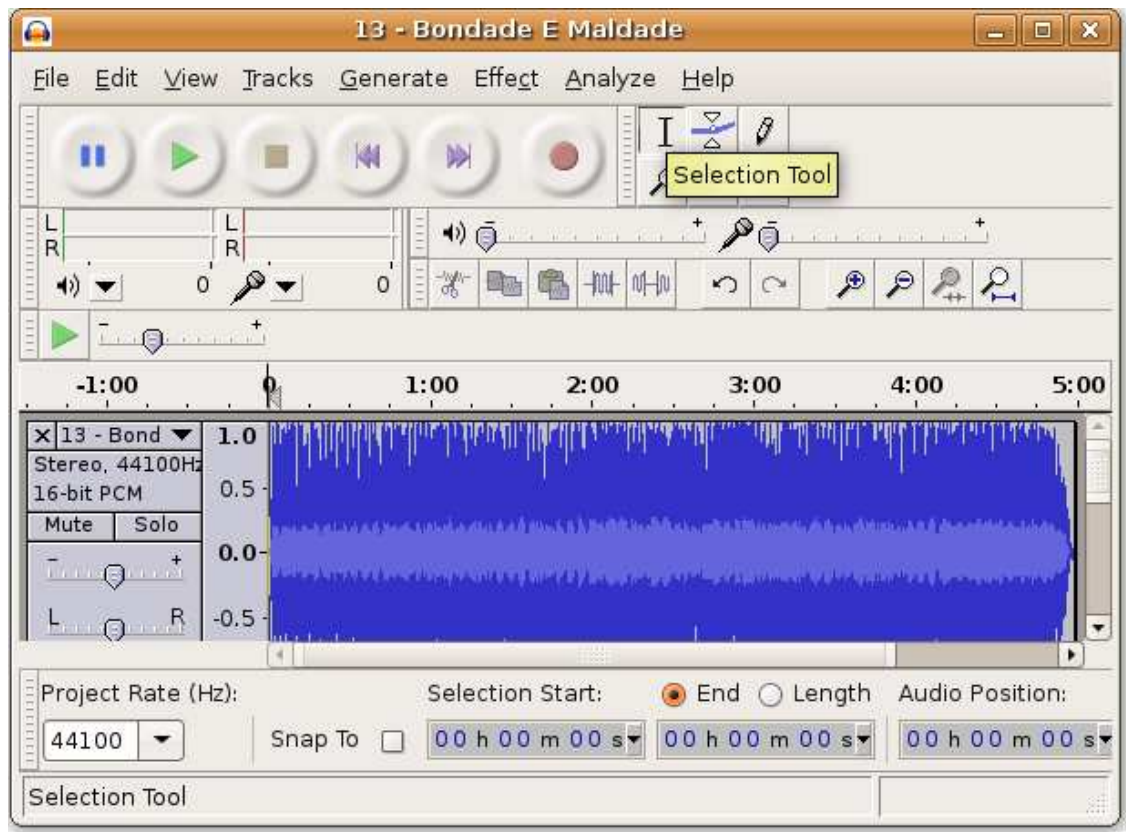 13 - Bondade E Maldade
File Edit View Tracks Generate Effect Analyze Help
Selection Tool
L L
R R
- +
- +
0 0
- +
-1:00 0 1:00 2:00 3:00 4:00 5:00
13 - Bond 1.0
Stereo, 44100Hz
16-bit PCM 0.5
Mute Solo
- + 0.0
L R -0.5
Project Rate (Hz): Selection Start: End Length Audio Position:
44100 Snap To 00 h 00 m 00 s 00 h 00 m 00 s 00 h 00 m 00 s
Selection Tool